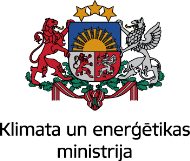 Klimata un enerģētikas
ministrija